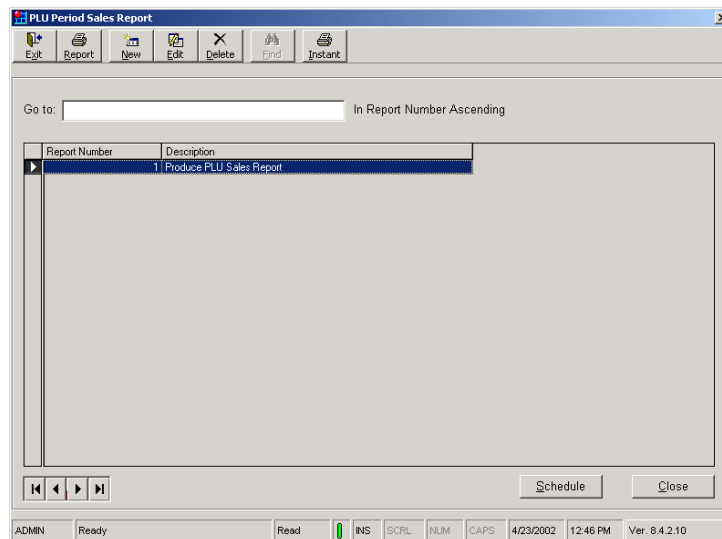 PLU Period Sales Report
Exit Report New Edit Delete Find Instant
Go to: In Report Number Ascending
Report Number Description
1 Produce PLU Sales Report
Schedule Close
ADMIN Ready Read INS SCRL NUM CAPS 4/23/2002 12:46 PM Ver. 8.4.2.10